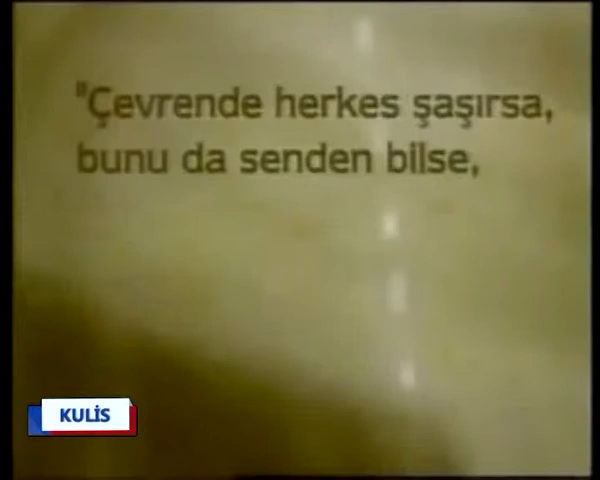 "Çevrende herkes şaşırsa,
bunu da senden bilse,
KULİS